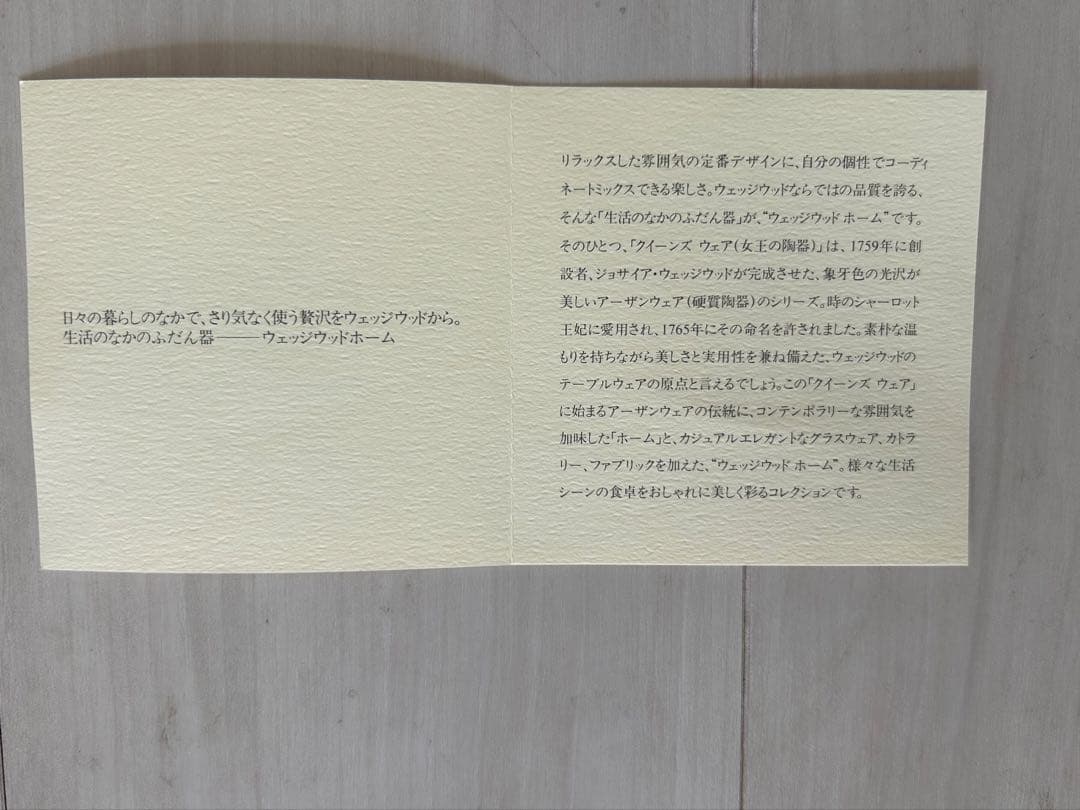 日々の暮らしのなかで、さり気なく使う贅沢をウェッジウッドから。
生活のなかのふだん器――ウェッジウッドホーム
リラックスした雰囲気の定番デザインに、自分の個性でコーディ
ネートミックスできる楽しさ。ウェッジウッドならではの品質を誇る、
そんな「生活のなかのふだん器」が、“ウェッジウッド ホーム”です。
そのひとつ、「クイーンズ ウェア(女王の陶器)」は、1759年に創
設者、ジョサイア・ウェッジウッドが完成させた、象牙色の光沢が
美しいアーザンウェア(硬質陶器)のシリーズ。時のシャーロット
王妃に愛用され、1765年にその命名を許されました。素朴な温
もりを持ちながら美しさと実用性を兼ね備えた、ウェッジウッドの
テーブルウェアの原点と言えるでしょう。この「クイーンズ ウェア」
に始まるアーザンウェアの伝統に、コンテンポラリーな雰囲気を
加味した「ホーム」と、カジュアルエレガントなグラスウェア、カトラ
リー、ファブリックを加えた、“ウェッジウッド ホーム”。様々な生活
シーンの食卓をおしゃれに美しく彩るコレクションです。